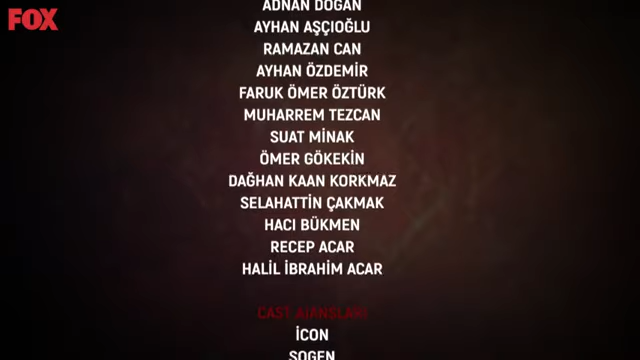 FOX
ADNAN DOĞAN
AYHAN AŞÇIOĞLU
RAMAZAN CAN
AYHAN ÖZDEMİR
FARUK ÖMER ÖZTÜRK
MUHARREM TEZCAN
SUAT MİNAK
ÖMER GÖKEKİN
DAĞHAN KAAN KORKMAZ
SELAHATTİN ÇAKMAK
HACI BÜKMEN
RECEP ACAR
HALİL İBRAHİM ACAR
CAST AJANSLARI
İCON
SOGEN